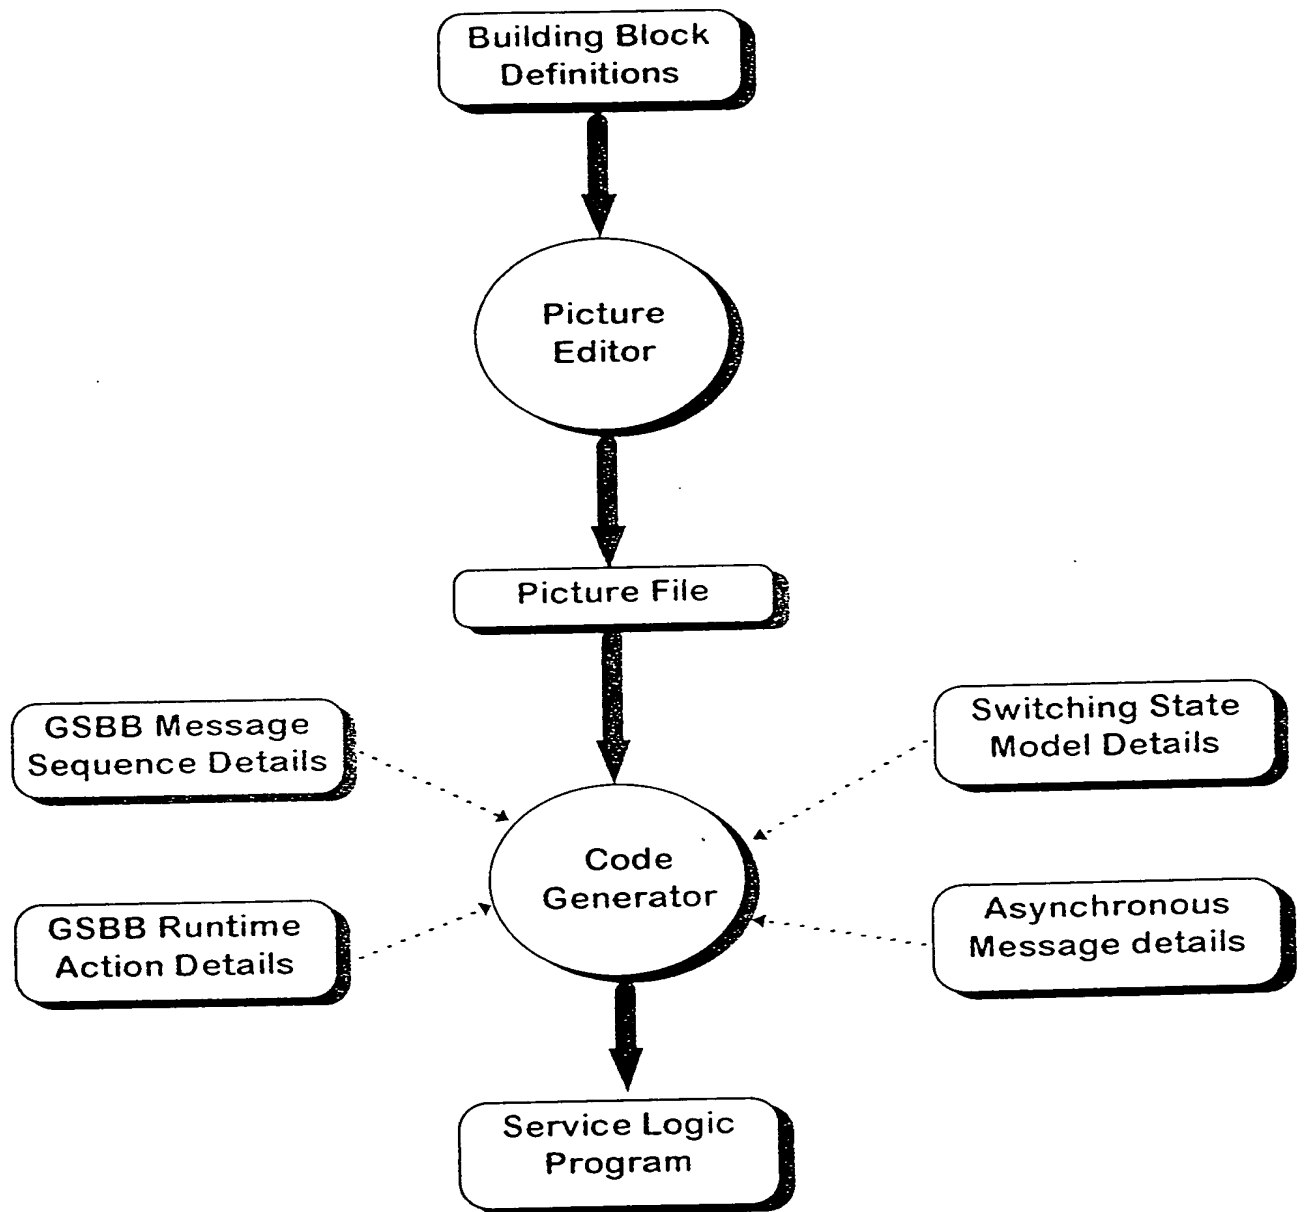 Building Block
Definitions
Picture
Editor
Picture File
GSBB Message
Sequence Details
Switching State
Model Details
Code
Generator
GSBB Runtime
Action Details
Asynchronous
Message details
Service Logic
Program